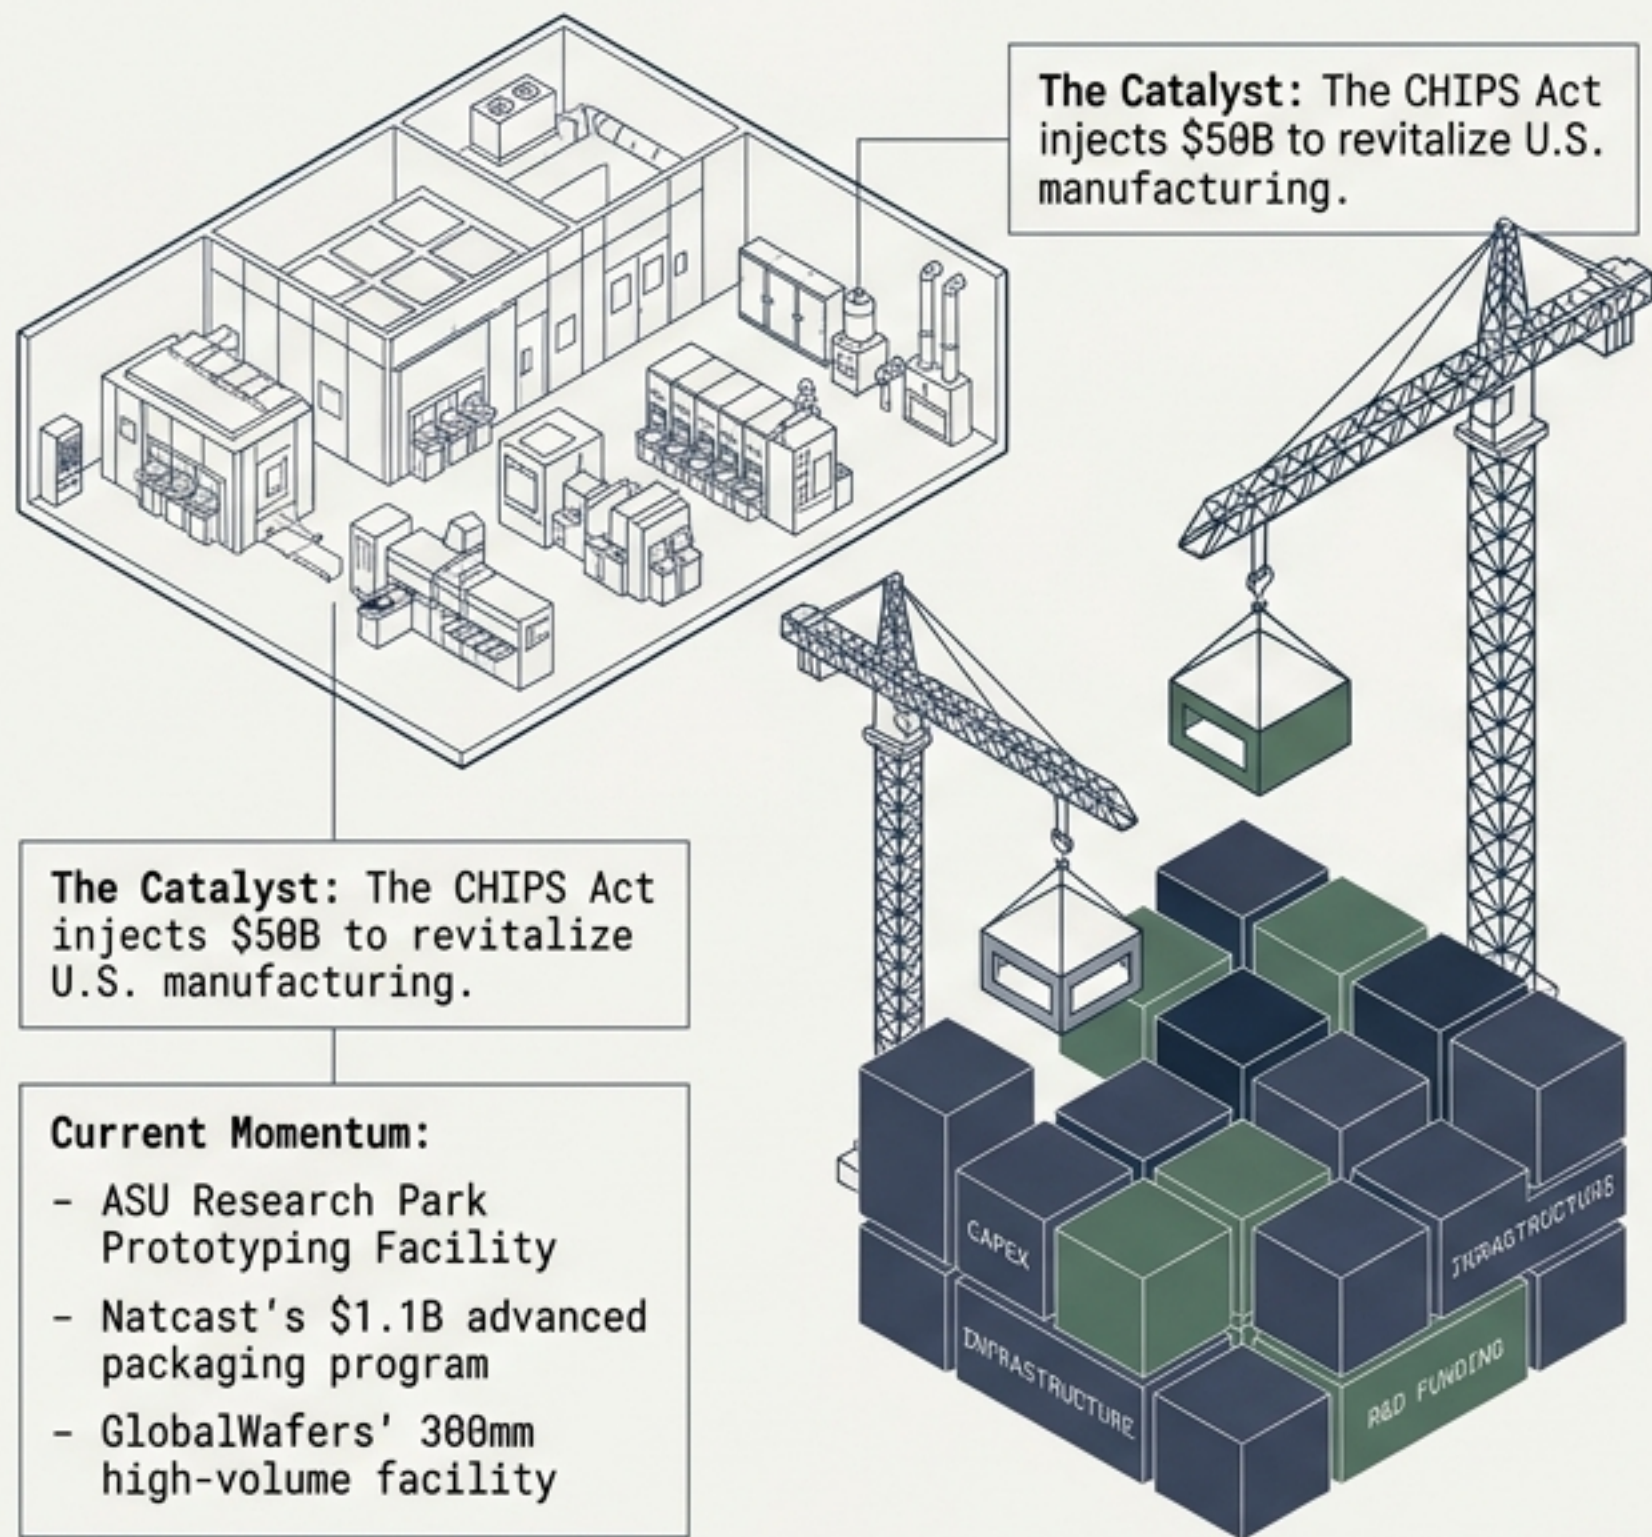 The Catalyst: The CHIPS Act
injects $50B to revitalize U.S.
manufacturing.
The Catalyst: The CHIPS Act
injects $50B to revitalize
U.S. manufacturing.
Current Momentum:
- ASU Research Park
Prototyping Facility
- Natcast's $1.1B advanced
packaging program
- GlobalWafers' 300mm
high-volume facility
CAPEX
R&D FUNDING